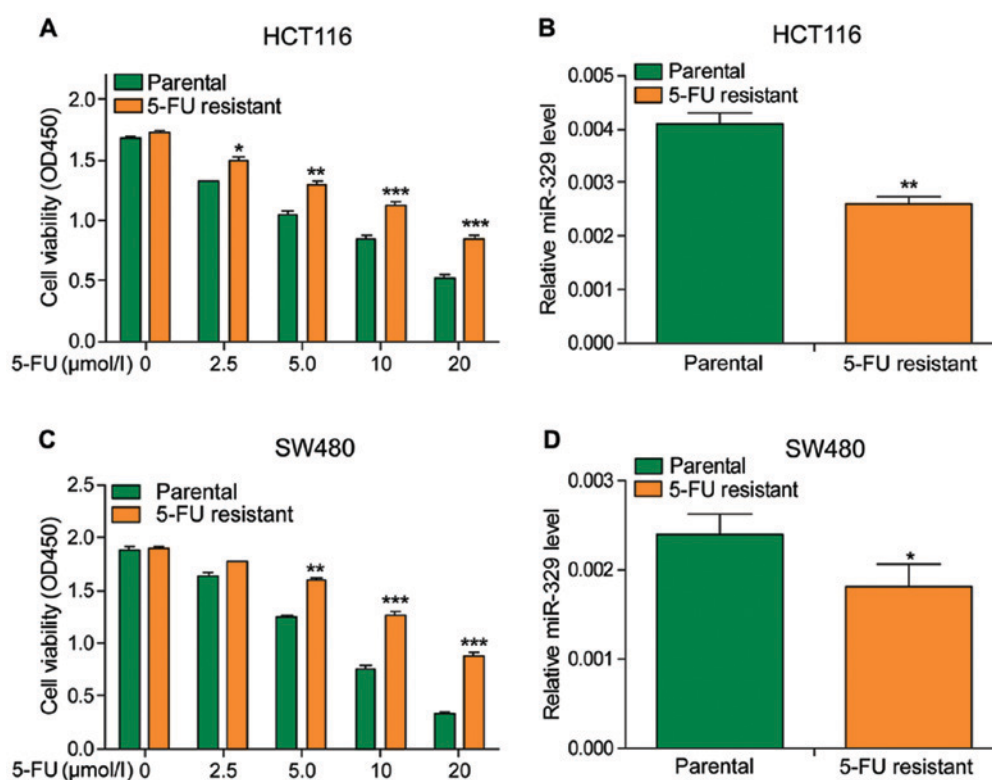 A
HCT116
Parental
5-FU resistant
Cell viability (OD450)
2.0
1.5
1.0
0.5
0.0
*
**
***
***
5-FU (μmol/l) 0 2.5 5.0 10 20
B
HCT116
Parental
5-FU resistant
Relative miR-329 level
0.005
0.004
0.003
0.002
0.001
0.000
**
Parental 5-FU resistant
C
SW480
Parental
5-FU resistant
Cell viability (OD450)
2.5
2.0
1.5
1.0
0.5
0.0
**
***
***
5-FU (μmol/l) 0 2.5 5.0 10 20
D
SW480
Parental
5-FU resistant
Relative miR-329 level
0.003
0.002
0.001
0.000
*
Parental 5-FU resistant